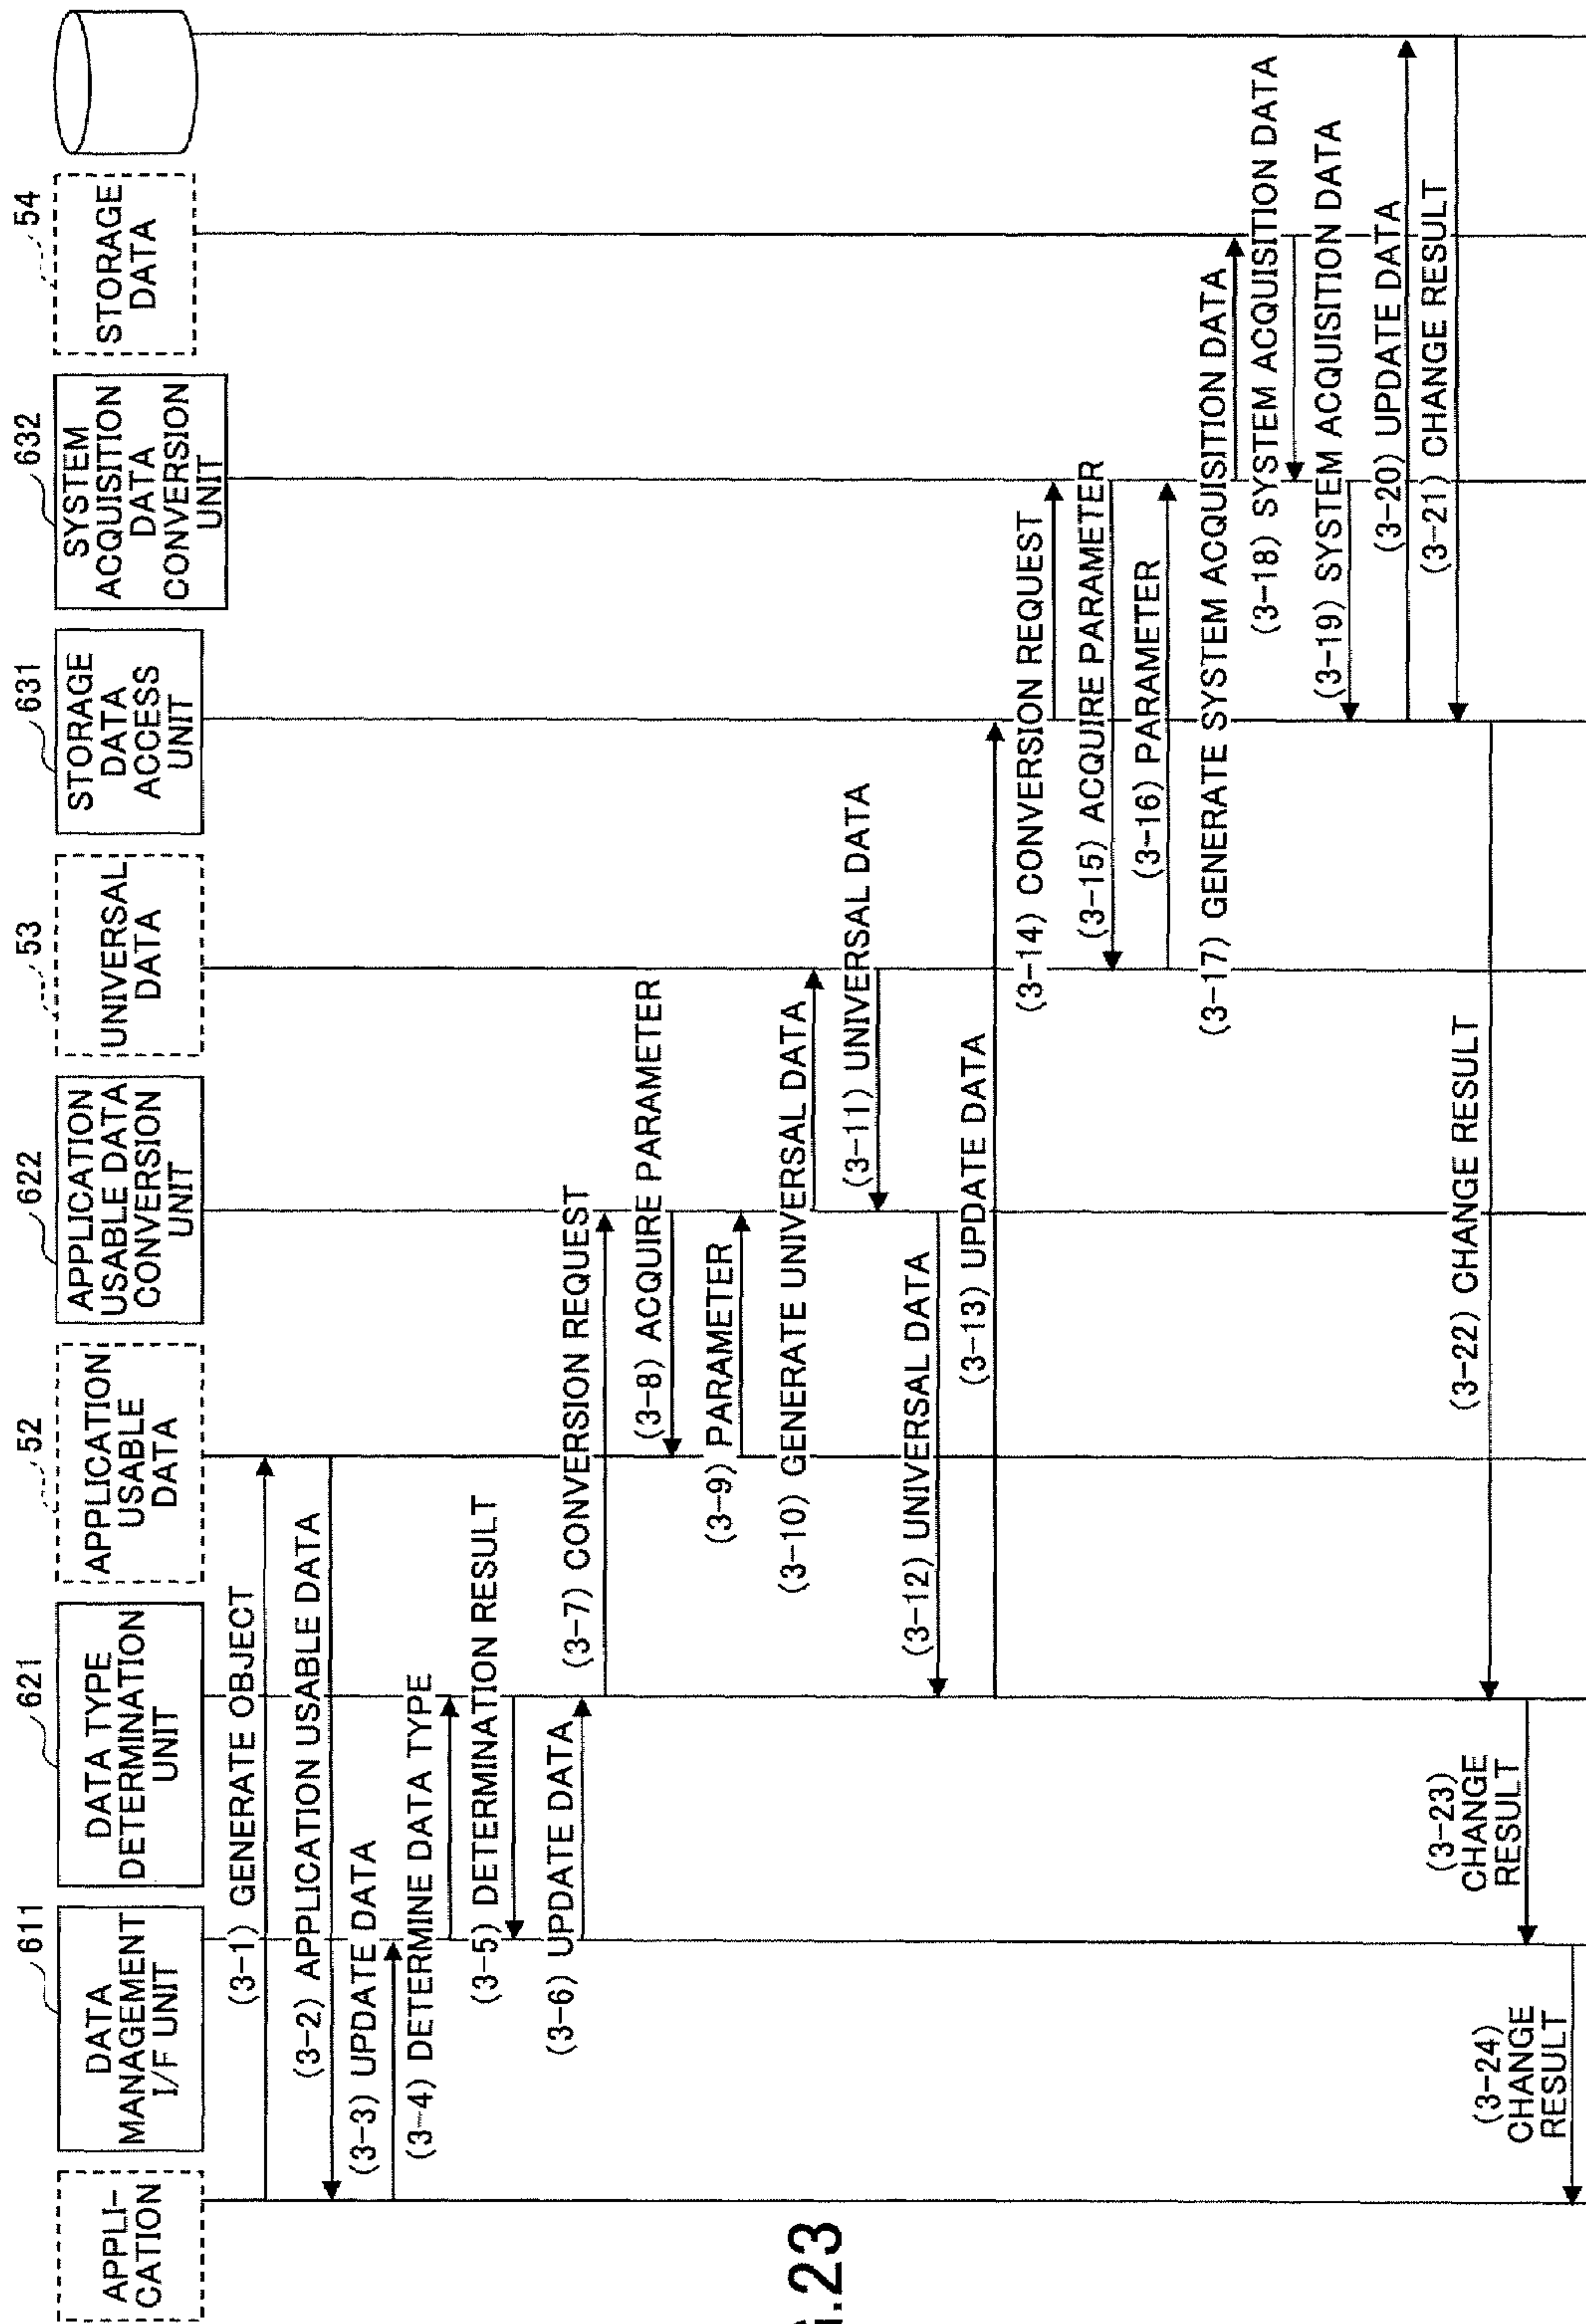 APPLI-
CATION
611
DATA
MANAGEMENT
I/F UNIT
621
DATA TYPE
DETERMINATION
UNIT
52
APPLICATION
USABLE
DATA
622
APPLICATION
USABLE DATA
CONVERSION
UNIT
53
UNIVERSAL
DATA
631
STORAGE
DATA
ACCESS
UNIT
632
SYSTEM
ACQUISITION
DATA
CONVERSION
UNIT
54
STORAGE
DATA
(3-1) GENERATE OBJECT
(3-2) APPLICATION USABLE DATA
(3-3) UPDATE DATA
(3-4) DETERMINE DATA TYPE
(3-5) DETERMINATION RESULT
(3-6) UPDATE DATA
(3-7) CONVERSION REQUEST
(3-8) ACQUIRE PARAMETER
(3-9) PARAMETER
(3-10) GENERATE UNIVERSAL DATA
(3-11) UNIVERSAL DATA
(3-12) UNIVERSAL DATA
(3-13) UPDATE DATA
(3-14) CONVERSION REQUEST
(3-15) ACQUIRE PARAMETER
(3-16) PARAMETER
(3-17) GENERATE SYSTEM ACQUISITION DATA
(3-18) SYSTEM ACQUISITION DATA
(3-19) SYSTEM ACQUISITION DATA
(3-20) UPDATE DATA
(3-21) CHANGE RESULT
(3-22) CHANGE RESULT
(3-23)
CHANGE
RESULT
(3-24)
CHANGE
RESULT
.23